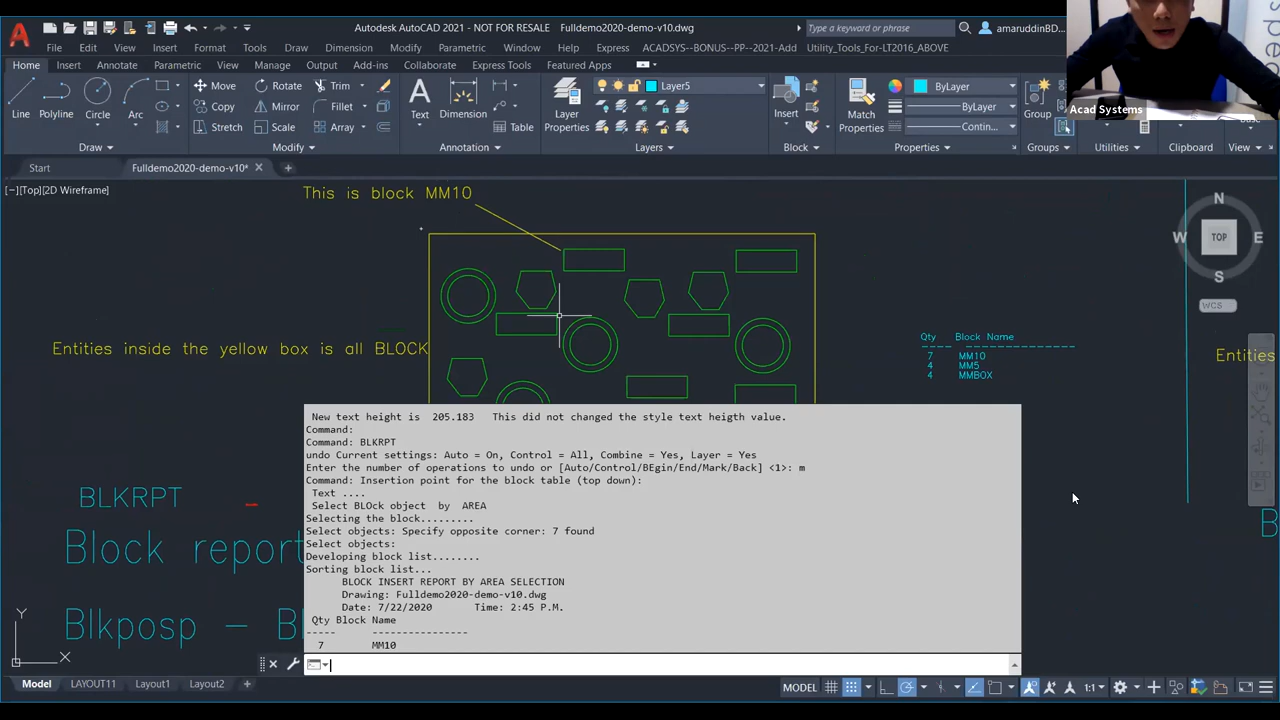 Autodesk AutoCAD 2021 - NOT FOR RESALE Fulldemo2020-demo-v10.dwg
Type a keyword or phrase
amaruddinBD...
File Edit View Insert Format Tools Draw Dimension Modify Parametric Window Help Express ACADSYS--BONUS--PP--2021-Add Utility_Tools_For-LT2016_ABOVE
Home Insert Annotate Parametric View Manage Output Add-ins Collaborate Express Tools Featured Apps
Line
Polyline
Circle
Arc
Draw
Move
Rotate
Trim
Copy
Mirror
Fillet
Stretch
Scale
Array
Modify
Text
Dimension
Table
Annotation
Layer
Properties
Layer5
Layers
Insert
Block
Match
Properties
ByLayer
ByLayer
Contin...
Properties
Group
Groups
Utilities
Clipboard
Base
View
Acad Systems
Start
Fulldemo2020-demo-v10*
[−][Top][2D Wireframe]
This is block MM10
N
W
TOP
E
S
WCS
Entities inside the yellow box is all BLOCK
Qty Block Name
----- ----------------
7 MM10
4 MM5
4 MMBOX
Entities
BLKRPT -
Block repor
Blkposp - B
Y
X
New text height is 205.183 This did not changed the style text heigth value.
Command:
Command: BLKRPT
undo Current settings: Auto = On, Control = All, Combine = Yes, Layer = Yes
Enter the number of operations to undo or [Auto/Control/BEgin/End/Mark/Back] <1>: m
Command: Insertion point for the block table (top down):
Text ....
Select BLOck object by AREA
Selecting the block.........
Select objects: Specify opposite corner: 7 found
Select objects:
Developing block list........
Sorting block list...
BLOCK INSERT REPORT BY AREA SELECTION
Drawing: Fulldemo2020-demo-v10.dwg
Date: 7/22/2020 Time: 2:45 P.M.
Qty Block Name
----- ----------------
7 MM10
Model LAYOUT11 Layout1 Layout2
MODEL
1:1